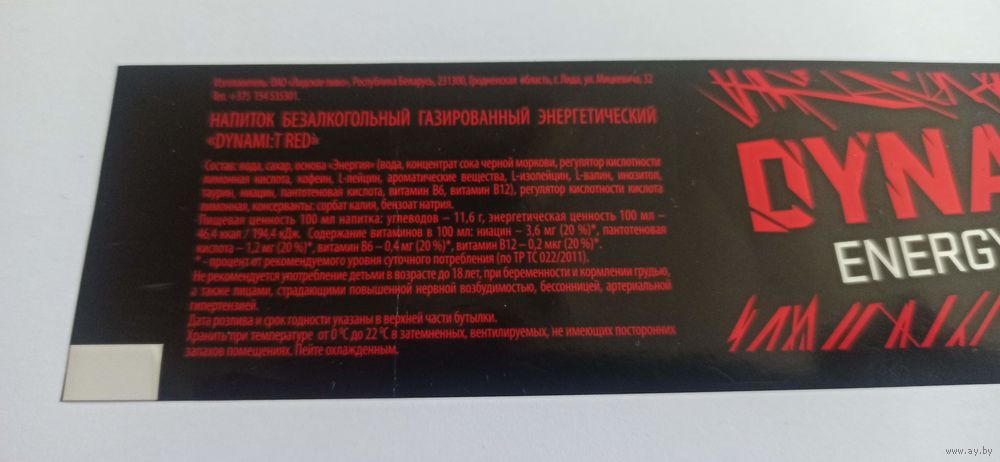 Изготовитель: ОАО «Лидское пиво», Республика Беларусь, 231300, Гродненская область, г. Лида, ул. Мицкевича, 32
Тел. +375 154 535301.
НАПИТОК БЕЗАЛКОГОЛЬНЫЙ ГАЗИРОВАННЫЙ ЭНЕРГЕТИЧЕСКИЙ
«DYNAMI:T RED»
Состав: вода, сахар, основа «Энергия» (вода, концентрат сока черной моркови, регулятор кислотности
лимонная кислота, кофеин, L-лейцин, ароматические вещества, L-изолейцин, L-валин, инозитол,
таурин, ниацин, пантотеновая кислота, витамин B6, витамин B12), регулятор кислотности кислота
лимонная, консерванты: сорбат калия, бензоат натрия.
Пищевая ценность 100 мл напитка: углеводов – 11,6 г, энергетическая ценность 100 мл –
46,4 ккал / 194,4 кДж. Содержание витаминов в 100 мл: ниацин – 3,6 мг (20 %)*, пантотеновая
кислота – 1,2 мг (20 %)*, витамин B6 – 0,4 мг (20 %)*, витамин B12 – 0,2 мкг (20 %)*.
* - процент от рекомендуемого уровня суточного потребления (по ТР ТС 022/2011).
Не рекомендуется употребление детьми в возрасте до 18 лет, при беременности и кормлении грудью,
а также лицами, страдающими повышенной нервной возбудимостью, бессонницей, артериальной
гипертензией.
Дата розлива и срок годности указаны в верхней части бутылки.
Хранить при температуре от 0 °C до 22 °C в затемненных, вентилируемых, не имеющих посторонних
запахов помещениях. Пейте охлажденным.
DYNA
ENERGY
www.ay.by